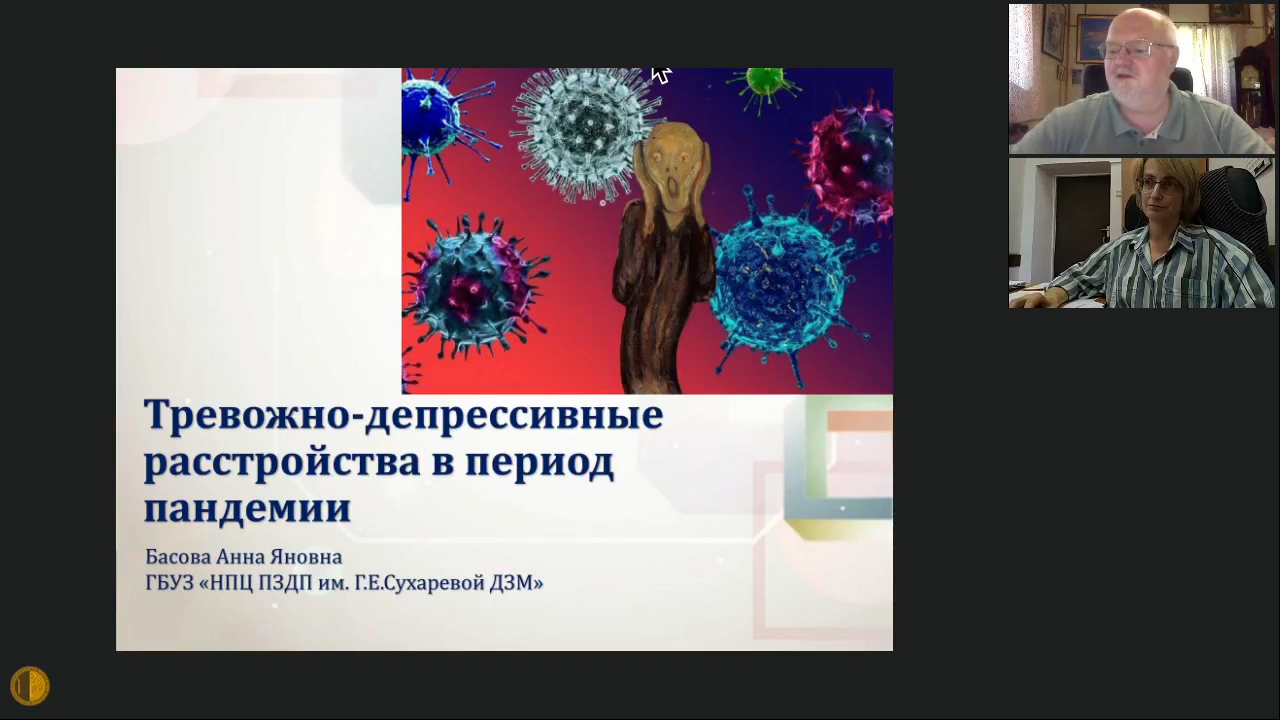 Тревожно-депрессивные
расстройства в период
пандемии
Басова Анна Яновна
ГБУЗ «НПЦ ПЗДП им. Г.Е.Сухаревой ДЗМ»